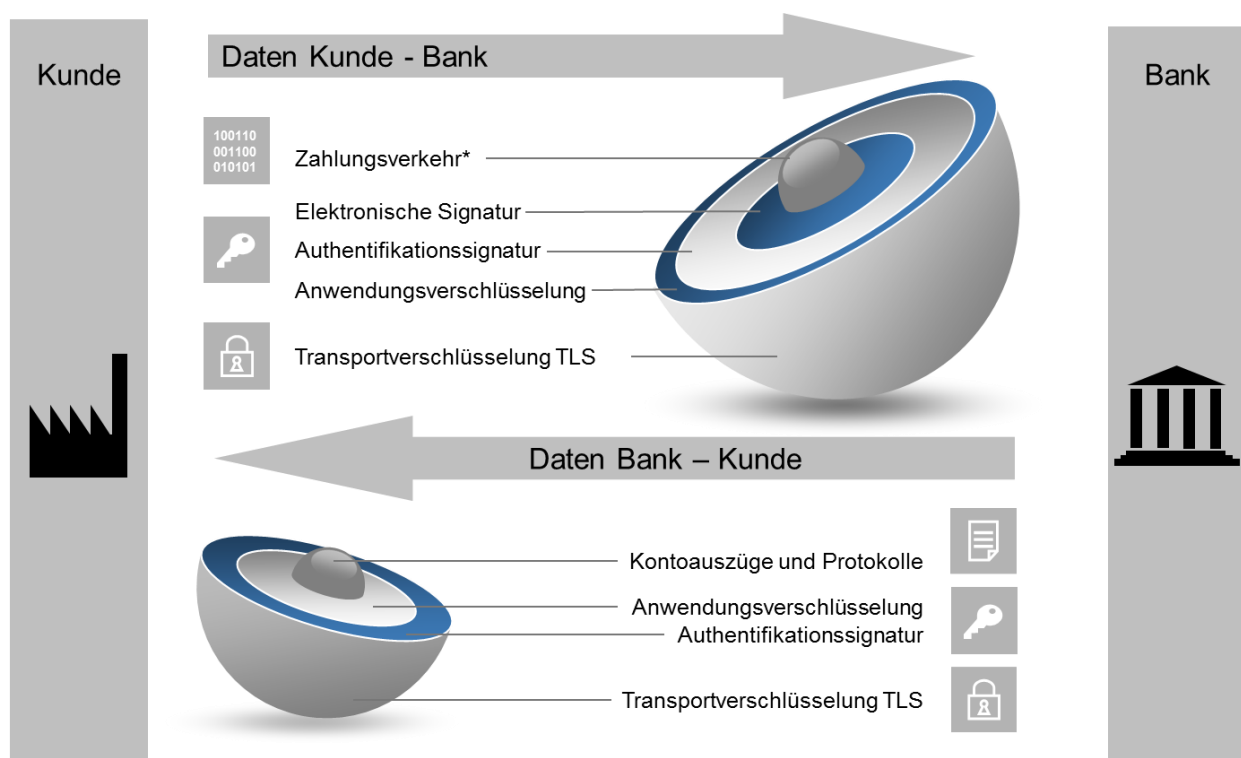 Kunde
Daten Kunde - Bank
Bank
100110
001100
010101
Zahlungsverkehr*
Elektronische Signatur
Authentifikationssignatur
Anwendungsverschlüsselung
Transportverschlüsselung TLS
Daten Bank – Kunde
Kontoauszüge und Protokolle
Anwendungsverschlüsselung
Authentifikationssignatur
Transportverschlüsselung TLS